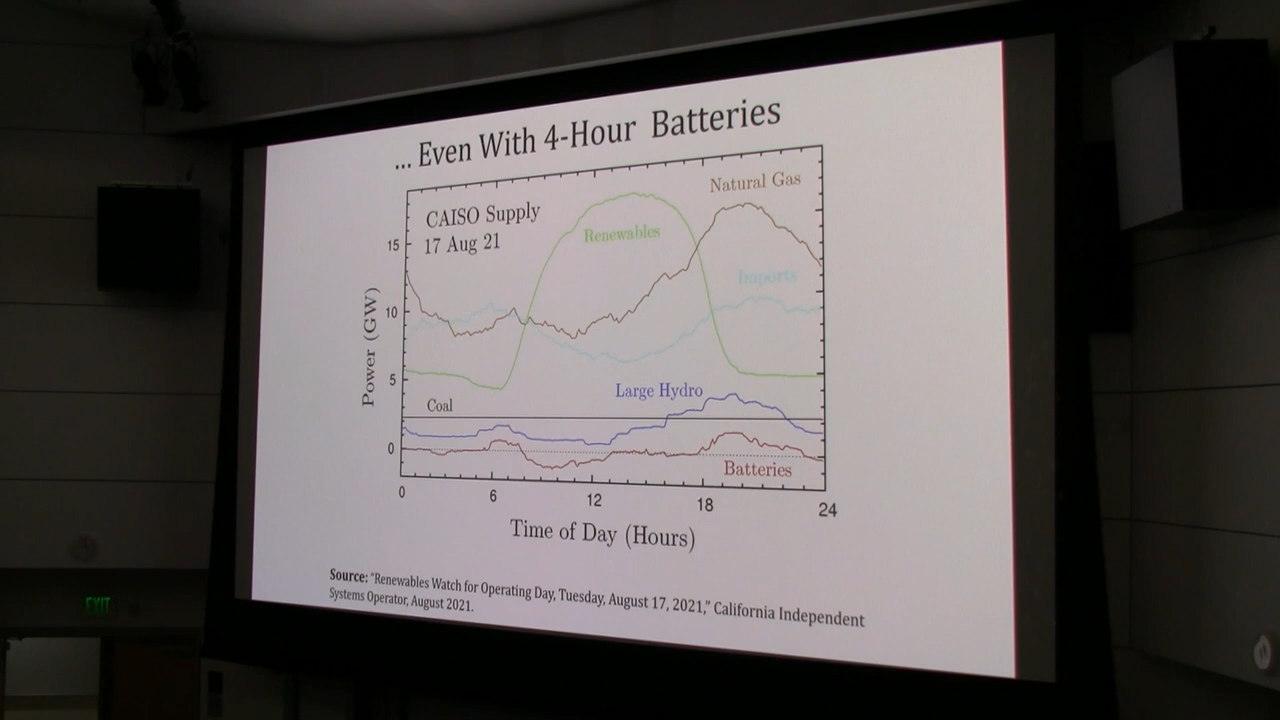 ... Even With 4-Hour Batteries
CAISO Supply
17 Aug 21
Natural Gas
Renewables
Imports
Large Hydro
Coal
Batteries
Power (GW)
15
10
5
0
0 6 12 18 24
Time of Day (Hours)
Source: “Renewables Watch for Operating Day, Tuesday, August 17, 2021,” California Independent
Systems Operator, August 2021.
EXIT